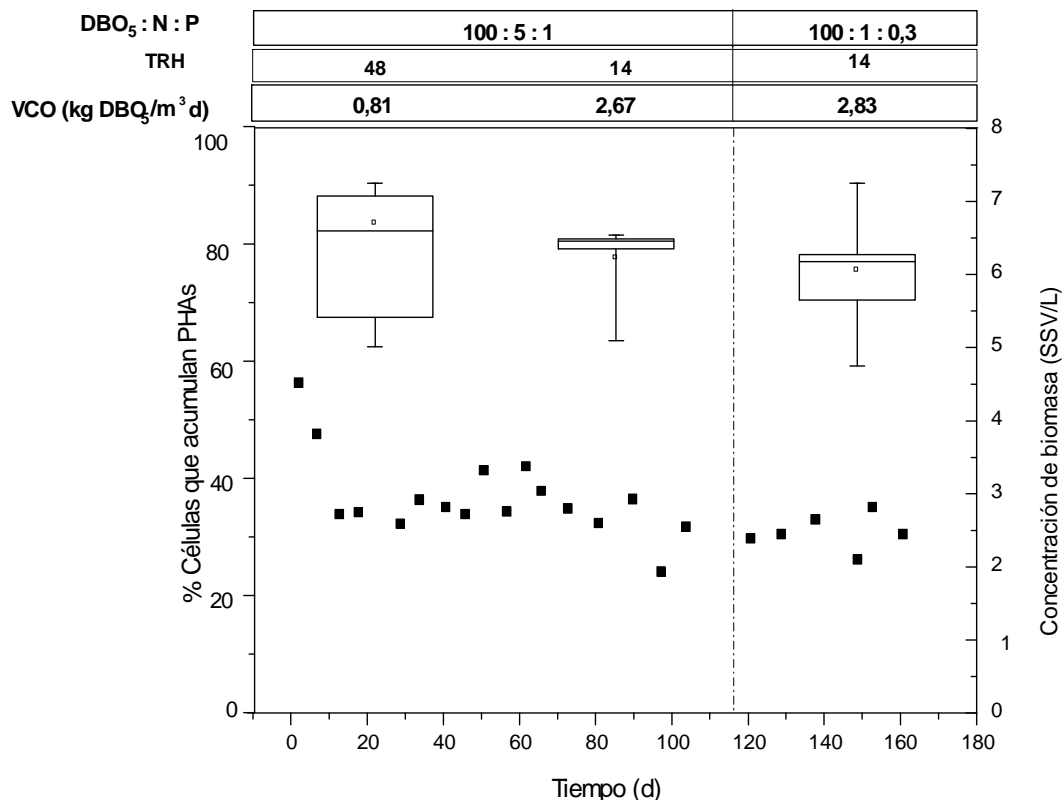 DBO₅ : N : P 100 : 5 : 1 100 : 1 : 0,3
TRH 48 14 14
VCO (kg DBO₅/m³ d) 0,81 2,67 2,83
100 8
7
80
6
5
60
4
40
3
2
20
1
0 0
0 20 40 60 80 100 120 140 160 180
Tiempo (d)
% Células que acumulan PHAs
Concentración de biomasa (SSV/L)